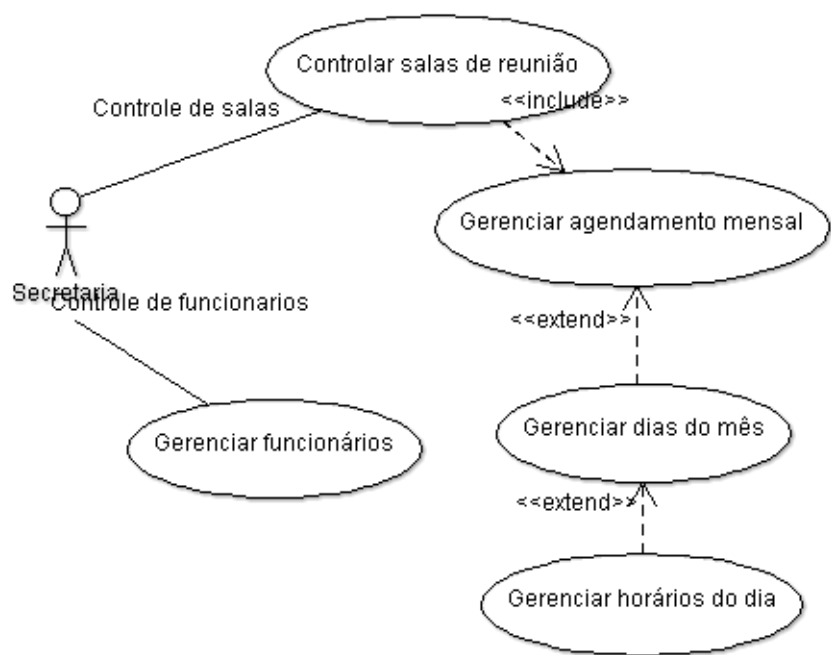 Controlar salas de reunião
<<include>>
Controle de salas
Gerenciar agendamento mensal
Secretaria
Controle de funcionarios
<<extend>>
Gerenciar funcionários
Gerenciar dias do mês
<<extend>>
Gerenciar horários do dia